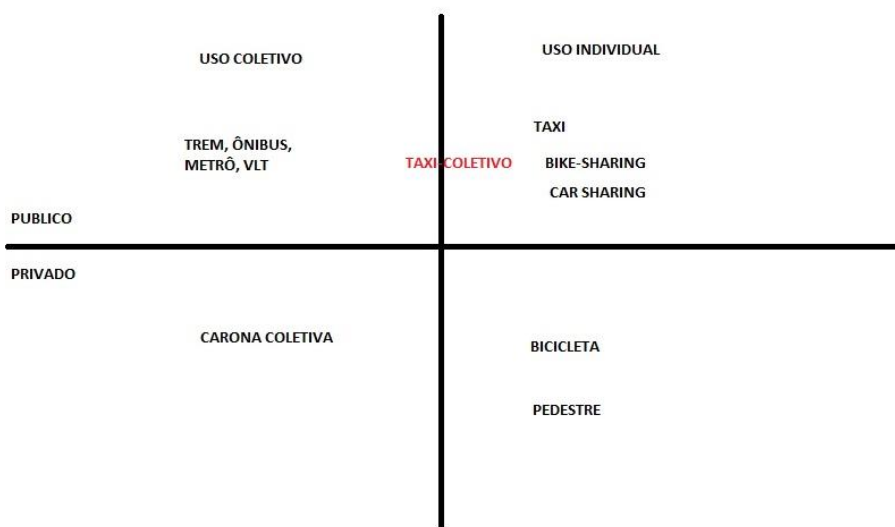 USO COLETIVO
USO INDIVIDUAL
TREM, ÔNIBUS,
METRÔ, VLT
TAXI-COLETIVO
TAXI
BIKE-SHARING
CAR SHARING
PUBLICO
PRIVADO
CARONA COLETIVA
BICICLETA
PEDESTRE